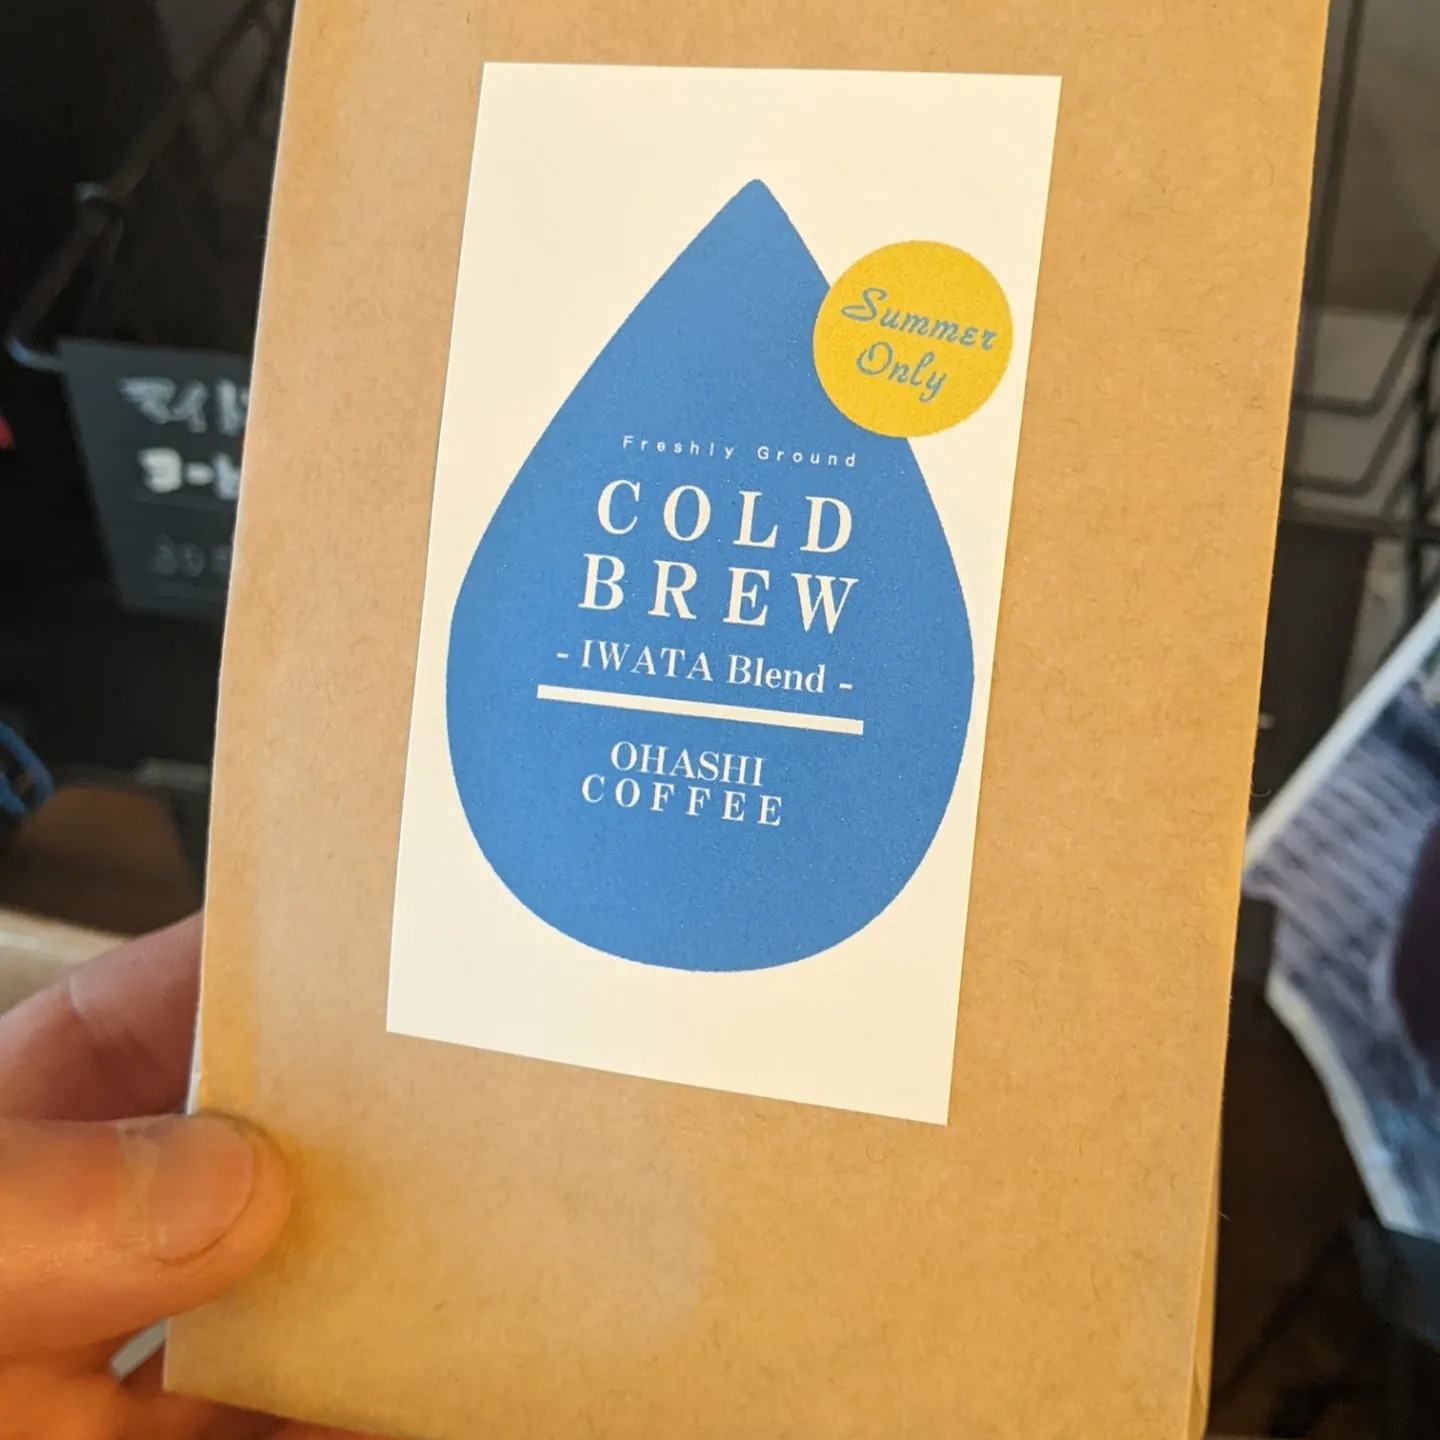 Summer
Only
Freshly Ground
COLD
BREW
- IWATA Blend -
OHASHI
COFFEE